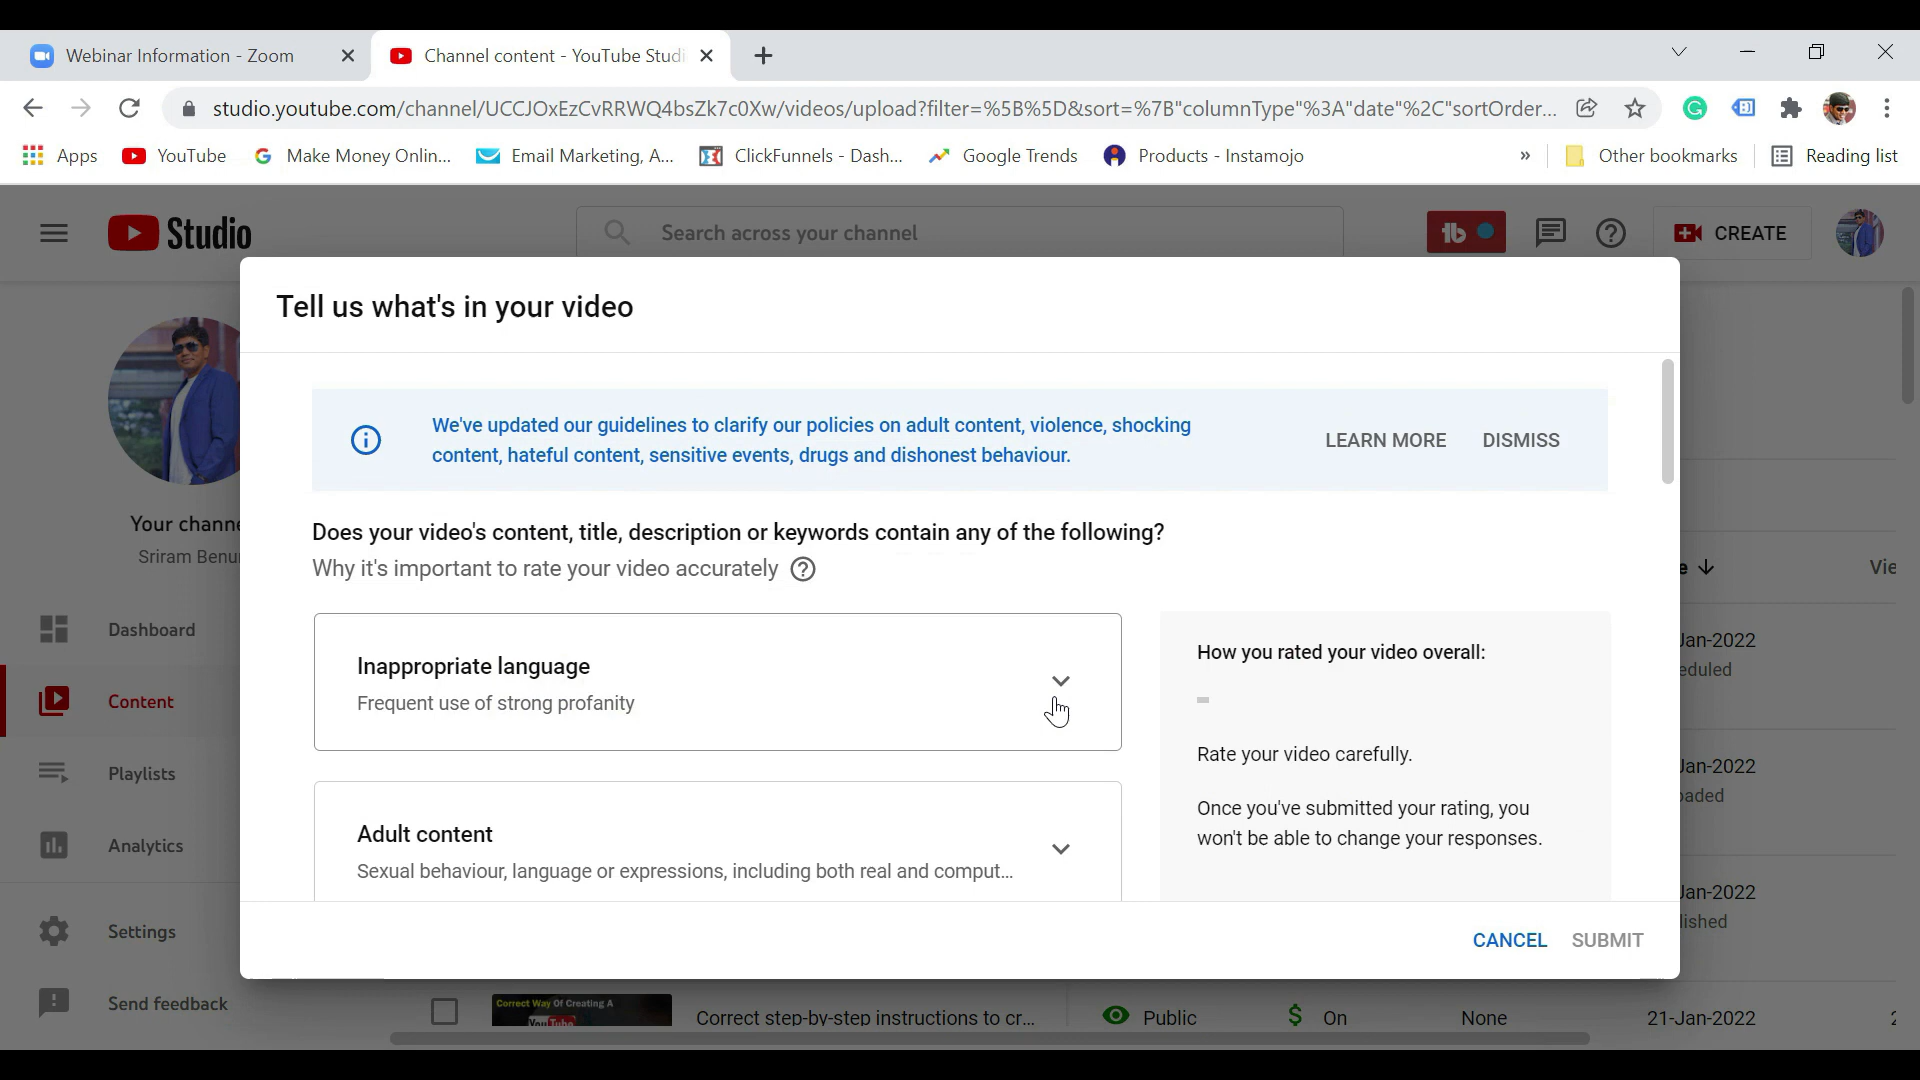 Webinar Information - Zoom
Channel content - YouTube Studi
studio.youtube.com/channel/UCCJOxEzCvRRWQ4bsZk7c0Xw/videos/upload?filter=%5B%5D&sort=%7B"columnType"%3A"date"%2C"sortOrder...
Apps
YouTube
Make Money Onlin...
Email Marketing, A...
ClickFunnels - Dash...
Google Trends
Products - Instamojo
»
Other bookmarks
Reading list
Studio
Search across your channel
CREATE
Tell us what's in your video
We've updated our guidelines to clarify our policies on adult content, violence, shocking
content, hateful content, sensitive events, drugs and dishonest behaviour.
LEARN MORE
DISMISS
Does your video's content, title, description or keywords contain any of the following?
Why it's important to rate your video accurately
Inappropriate language
Frequent use of strong profanity
Adult content
Sexual behaviour, language or expressions, including both real and comput...
How you rated your video overall:
Rate your video carefully.
Once you've submitted your rating, you
won't be able to change your responses.
CANCEL
SUBMIT
Your channe
Sriram Benu
Dashboard
Content
Playlists
Analytics
Settings
Send feedback
e
Vie
Jan-2022
eduled
Jan-2022
oaded
Jan-2022
lished
Correct Way Of Creating A
YouTube
Correct step-by-step instructions to cr...
Public
$ On
None
21-Jan-2022